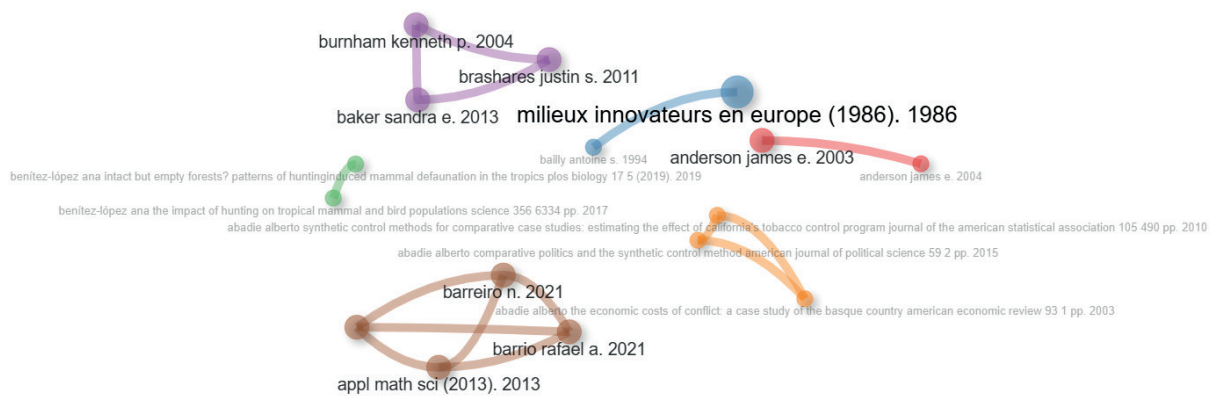 burnham kenneth p. 2004
brashares justin s. 2011
baker sandra e. 2013
milieux innovateurs en europe (1986). 1986
bailly antoine s. 1994
anderson james e. 2003
benítez-lópez ana intact but empty forests? patterns of huntinginduced mammal defaunation in the tropics plos biology 17 5 (2019). 2019
anderson james e. 2004
benítez-lópez ana the impact of hunting on tropical mammal and bird populations science 356 6334 pp. 2017
abadie alberto synthetic control methods for comparative case studies: estimating the effect of california's tobacco control program journal of the american statistical association 105 490 pp. 2010
abadie alberto comparative politics and the synthetic control method american journal of political science 59 2 pp. 2015
barreiro n. 2021
abadie alberto the economic costs of conflict: a case study of the basque country american economic review 93 1 pp. 2003
barrio rafael a. 2021
appl math sci (2013). 2013